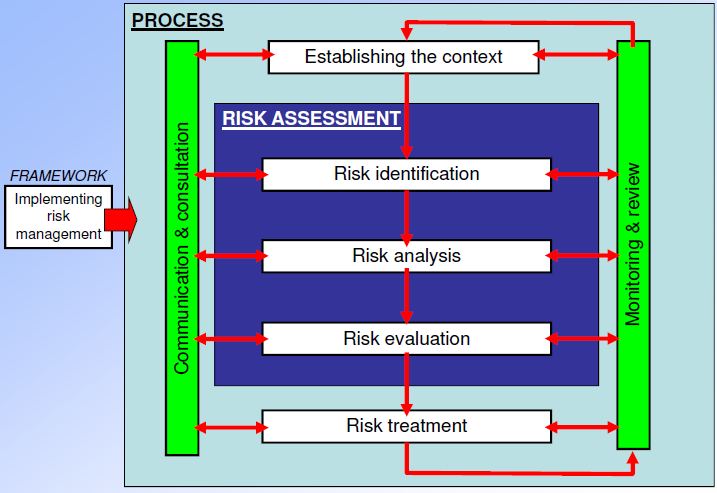 PROCESS
Establishing the context
RISK ASSESSMENT
Risk identification
Risk analysis
Risk evaluation
Risk treatment
Communication & consultation
Monitoring & review
FRAMEWORK
Implementing
risk
management